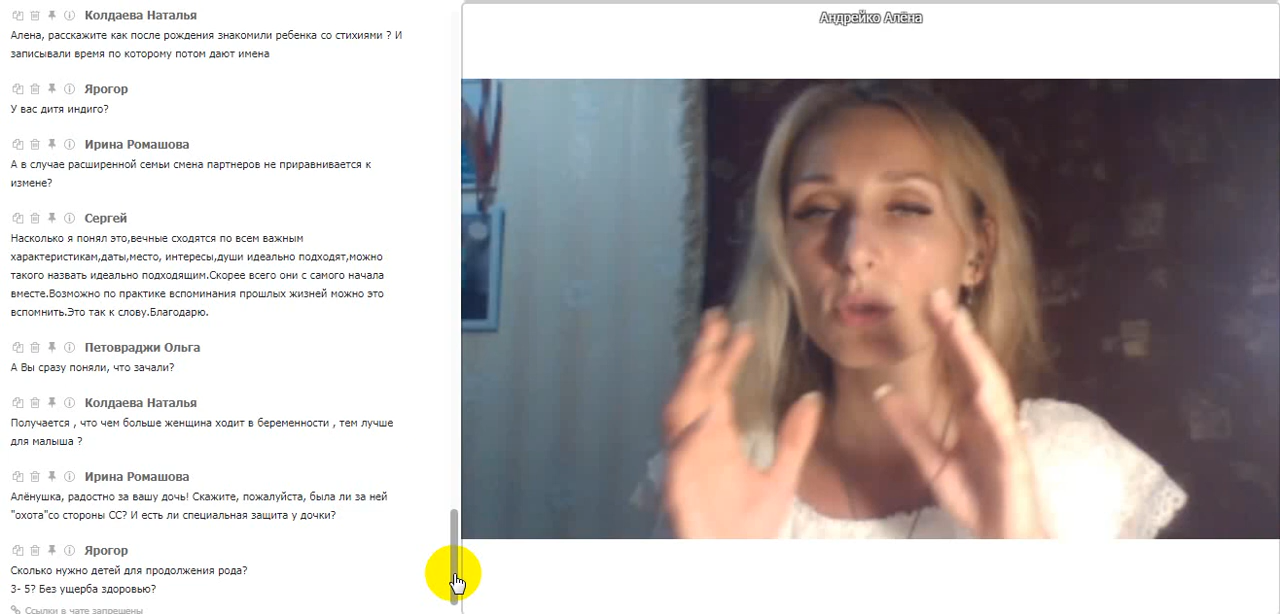 Колдаева Наталья
Алена, расскажите как после рождения знакомили ребенка со стихиями ? И
записывали время по которому потом дают имена
Ярогор
У вас дитя индиго?
Ирина Ромашова
А в случае расширенной семьи смена партнеров не приравнивается к
измене?
Сергей
Насколько я понял это,вечные сходятся по всем важным
характеристикам,даты,место, интересы,души идеально подходят,можно
такого назвать идеально подходящим.Скорее всего они с самого начала
вместе.Возможно по практике вспоминания прошлых жизней можно это
вспомнить.Это так к слову.Благодарю.
Петовраджи Ольга
А Вы сразу поняли, что зачали?
Колдаева Наталья
Получается , что чем больше женщина ходит в беременности , тем лучше
для малыша ?
Ирина Ромашова
Алёнушка, радостно за вашу дочь! Скажите, пожалуйста, была ли за ней
"охота"со стороны СС? И есть ли специальная защита у дочки?
Ярогор
Сколько нужно детей для продолжения рода?
3- 5? Без ущерба здоровью?
Ссылки в чате запрещены
Андрейко Алёна